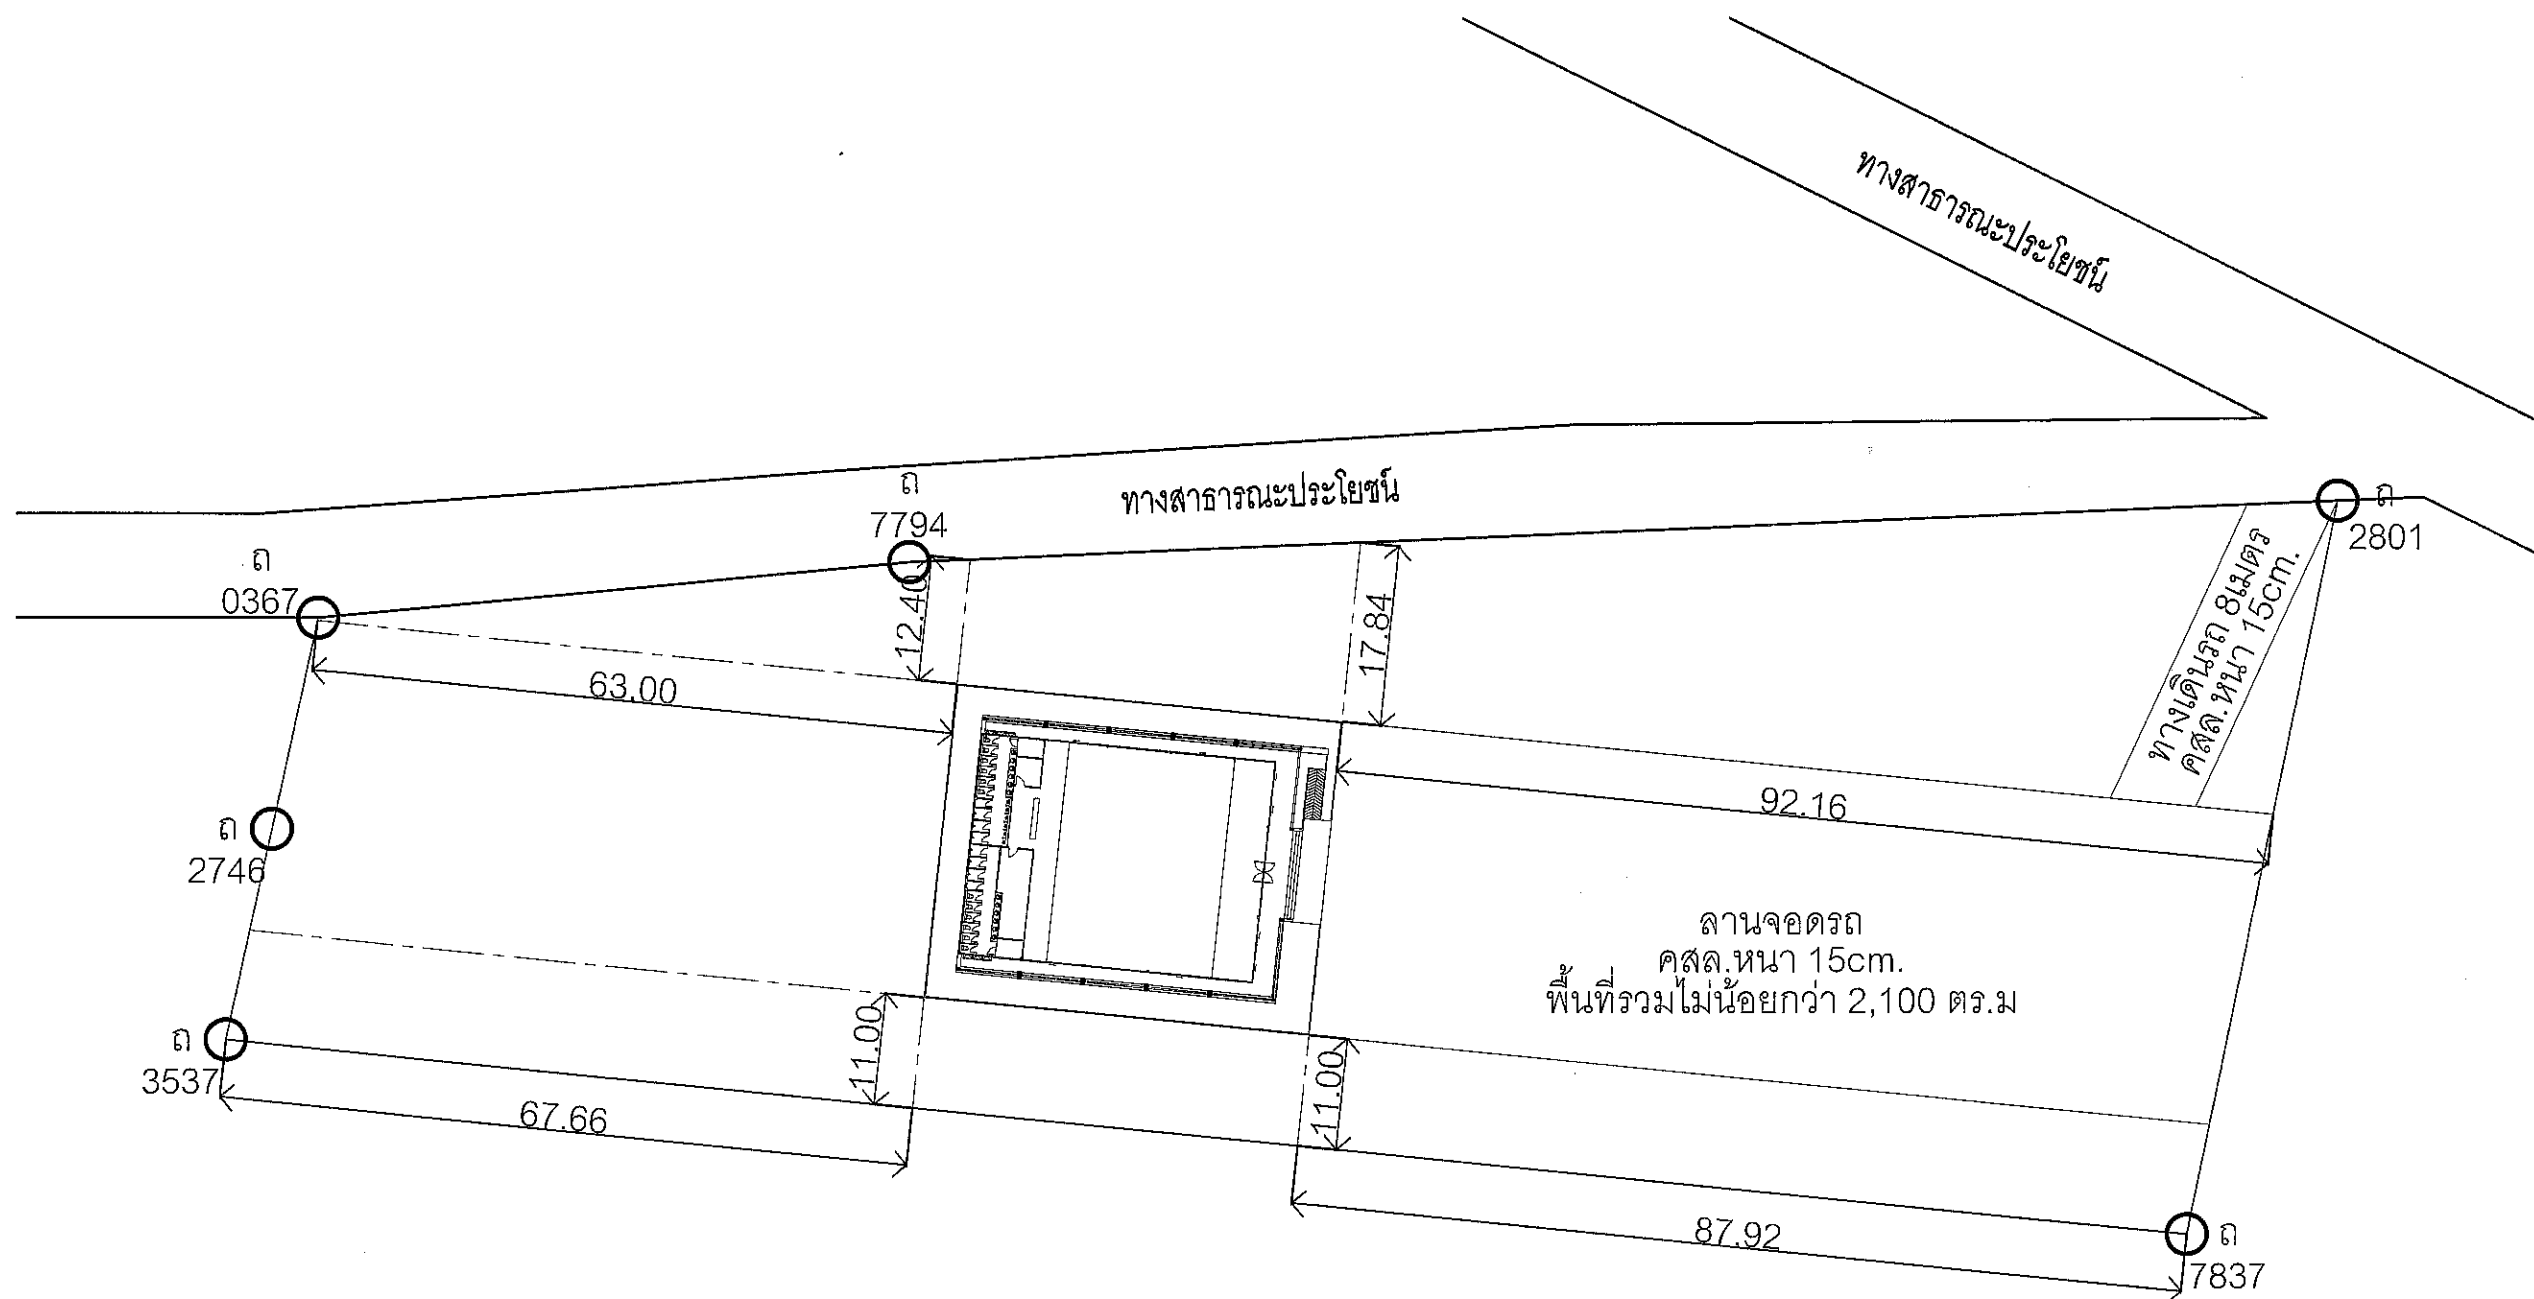 ทางสาธารณะประโยชน์
ทางสาธารณะประโยชน์
ถ
7794
ถ
2801
ถ
0367
12.40
17.84
ทางเดินรถ 8เมตร
คสล.หนา 15cm.
63.00
92.16
ถ
2746
ลานจอดรถ
คสล.หนา 15cm.
พื้นที่รวมไม่น้อยกว่า 2,100 ตร.ม
ถ
3537
11.00
11.00
67.66
87.92
ถ
7837